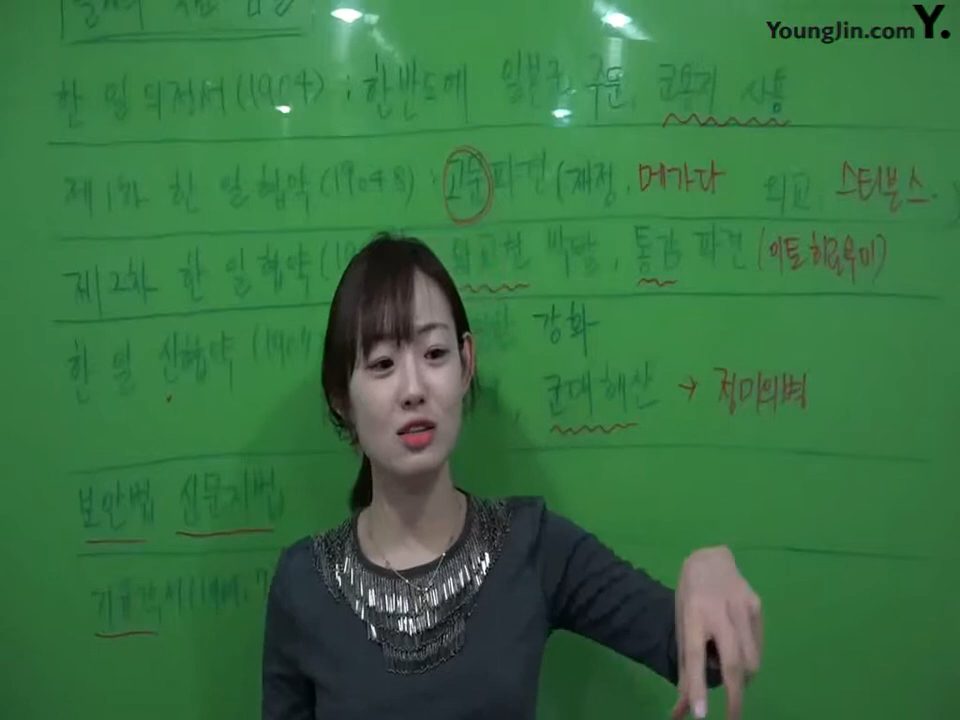 YoungJin.com Y.
한일의정서(1904) : 한반도에 일본군 주둔, 군용지 사용
제1차 한일협약(1904.8) : 고문파견(재정, 메가다 외교, 스티븐스.)
제2차 한일협약( 외교권 박탈, 통감 파견 (이토히로부미)
한일 신협약 강화
군대해산 → 정미의병
보안법 신문지법
기유각서